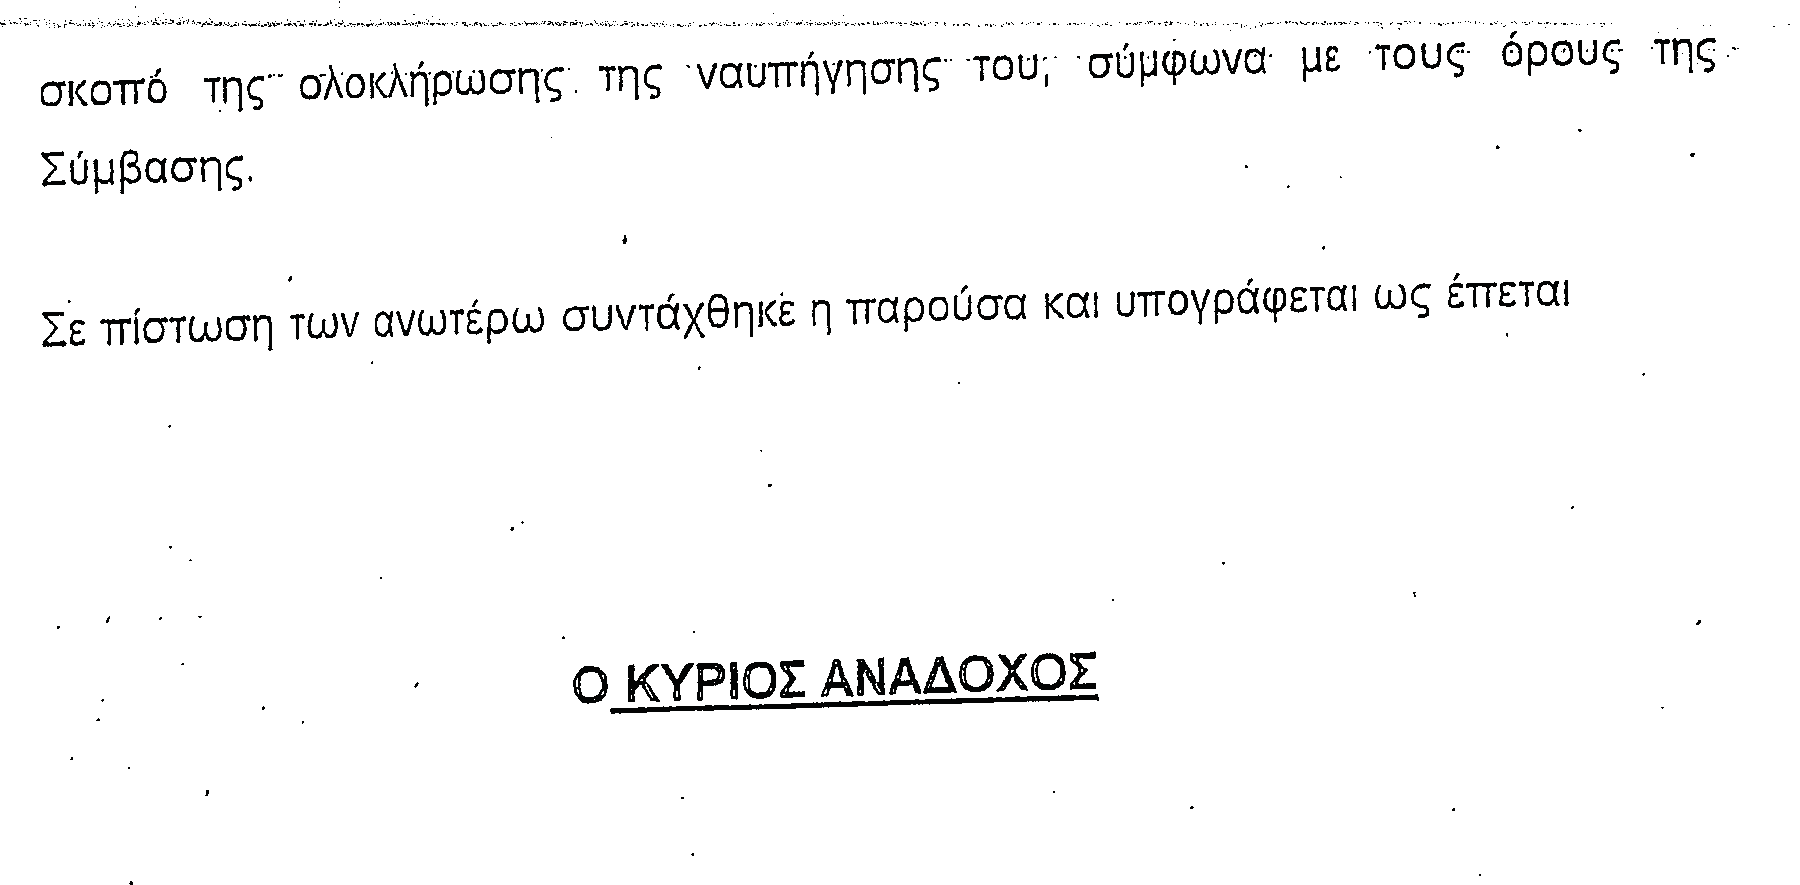 σκοπό της ολοκλήρωσης της ναυπήγησης του, σύμφωνα με τους όρους της
Σύμβασης.
Σε πίστωση των ανωτέρω συντάχθηκε η παρούσα και υπογράφεται ως έπεται
Ο ΚΥΡΙΟΣ ΑΝΑΔΟΧΟΣ